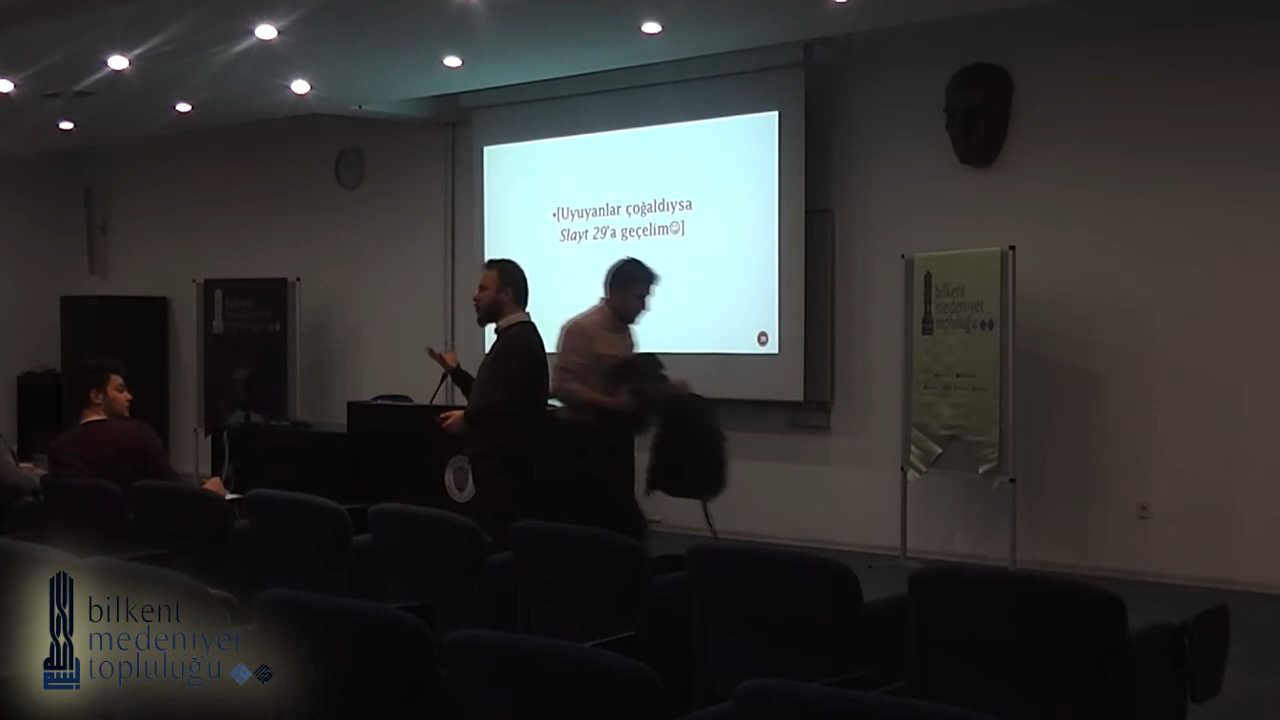 •[Uyuyanlar çoğaldıysa
Slayt 29'a geçelim☺]
bilkent
medeniyet
topluluğu
bilkent
medeniyet
topluluğu